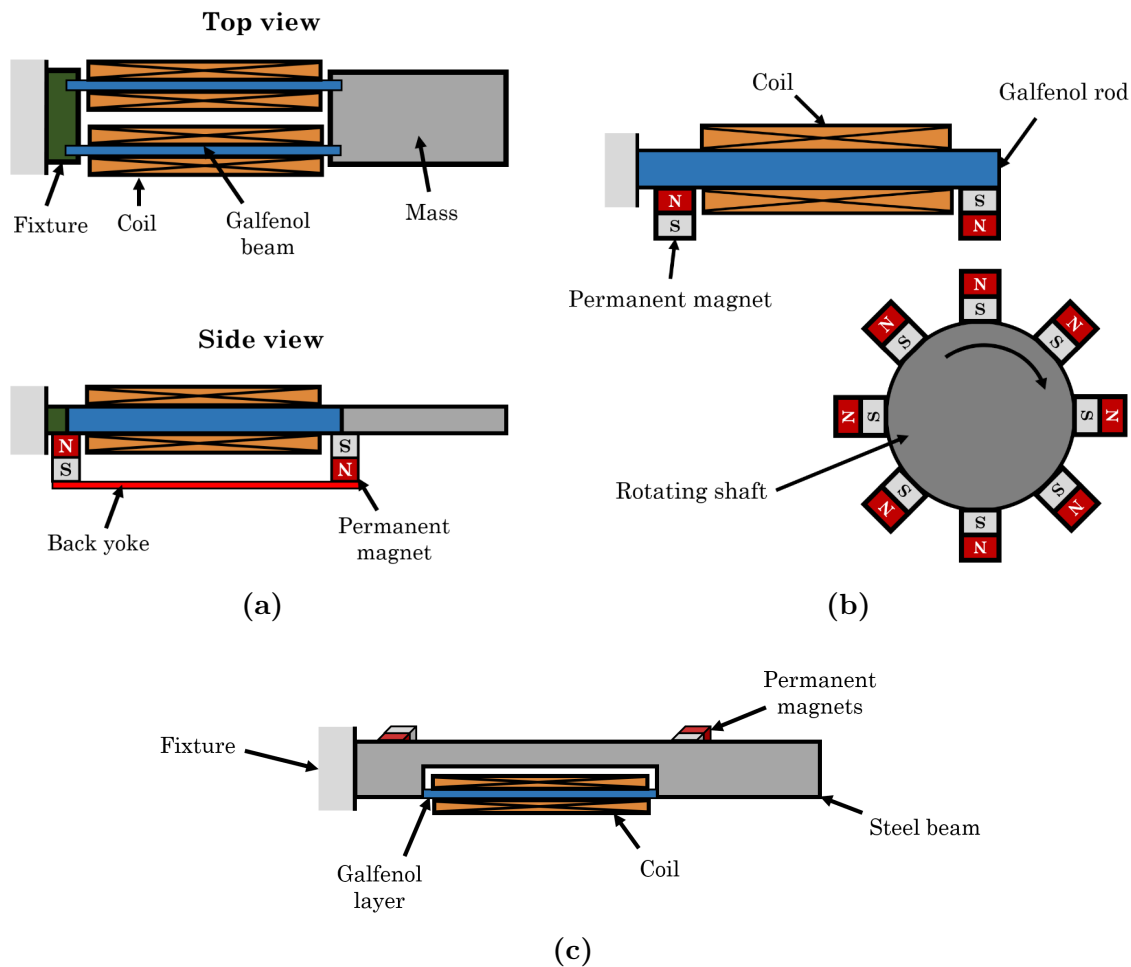 Top view
Fixture
Coil
Galfenol
beam
Mass
Side view
N
S
S
N
Back yoke
Permanent
magnet
(a)
Coil
Galfenol rod
N
S
S
N
Permanent magnet
N
S
N
S
N
S
N
S
S
N
Rotating shaft
S
N
S
N
S
N
(b)
Permanent
magnets
Fixture
Steel beam
Galfenol
layer
Coil
(c)